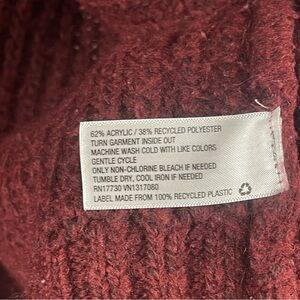 62% ACRYLIC / 38% RECYCLED POLYESTER
TURN GARMENT INSIDE OUT
MACHINE WASH COLD WITH LIKE COLORS
GENTLE CYCLE
ONLY NON-CHLORINE BLEACH IF NEEDED
TUMBLE DRY, COOL IRON IF NEEDED
RN17730 VN1317080
LABEL MADE FROM 100% RECYCLED PLASTIC